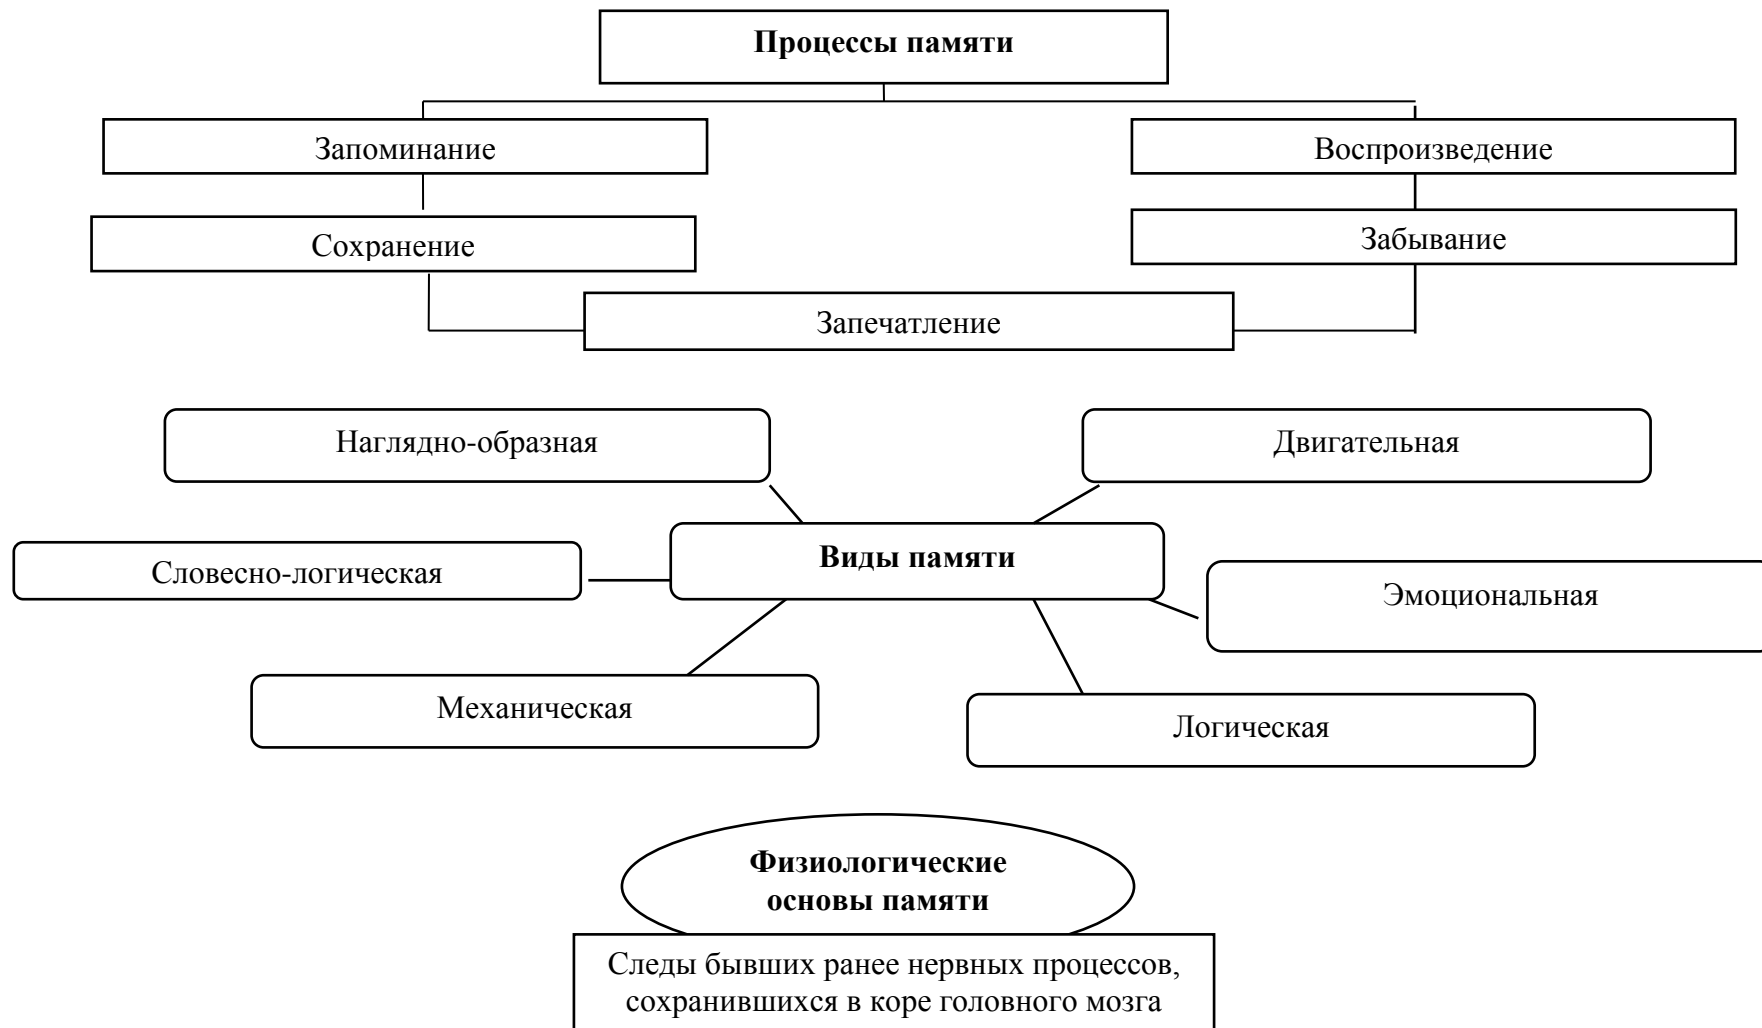 Процессы памяти
Запоминание
Воспроизведение
Сохранение
Забывание
Запечатление
Наглядно-образная
Двигательная
Виды памяти
Словесно-логическая
Эмоциональная
Механическая
Логическая
Физиологические
основы памяти
Следы бывших ранее нервных процессов,
сохранившихся в коре головного мозга